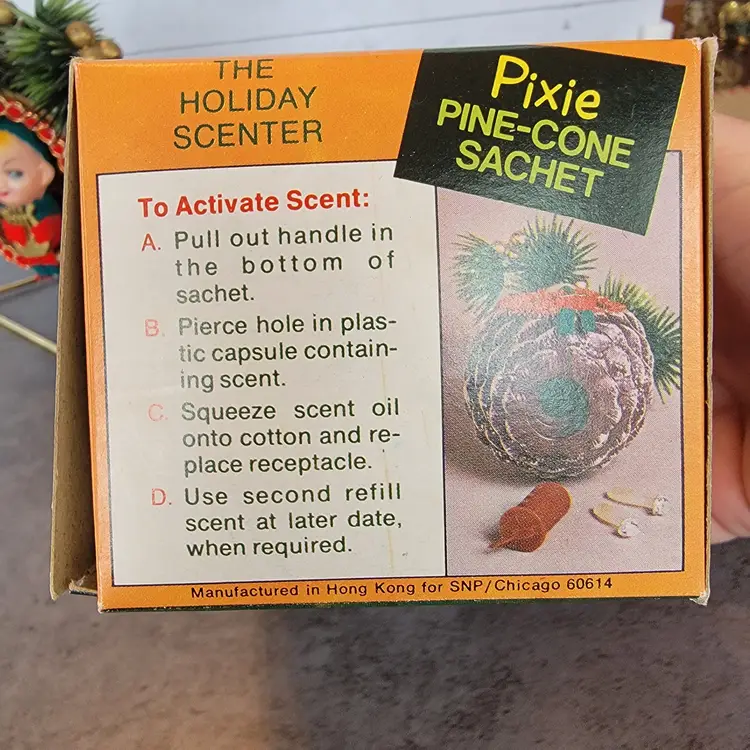 THE
HOLIDAY
SCENTER
Pixie
PINE-CONE
SACHET
To Activate Scent:
A. Pull out handle in
the bottom of
sachet.
B. Pierce hole in plas-
tic capsule contain-
ing scent.
C. Squeeze scent oil
onto cotton and re-
place receptacle.
D. Use second refill
scent at later date,
when required.
Manufactured in Hong Kong for SNP/Chicago 60614